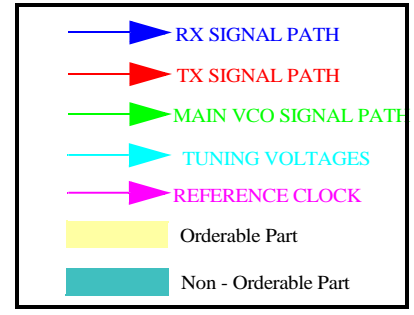 RX SIGNAL PATH
TX SIGNAL PATH
MAIN VCO SIGNAL PATH
TUNING VOLTAGES
REFERENCE CLOCK
Orderable Part
Non - Orderable Part